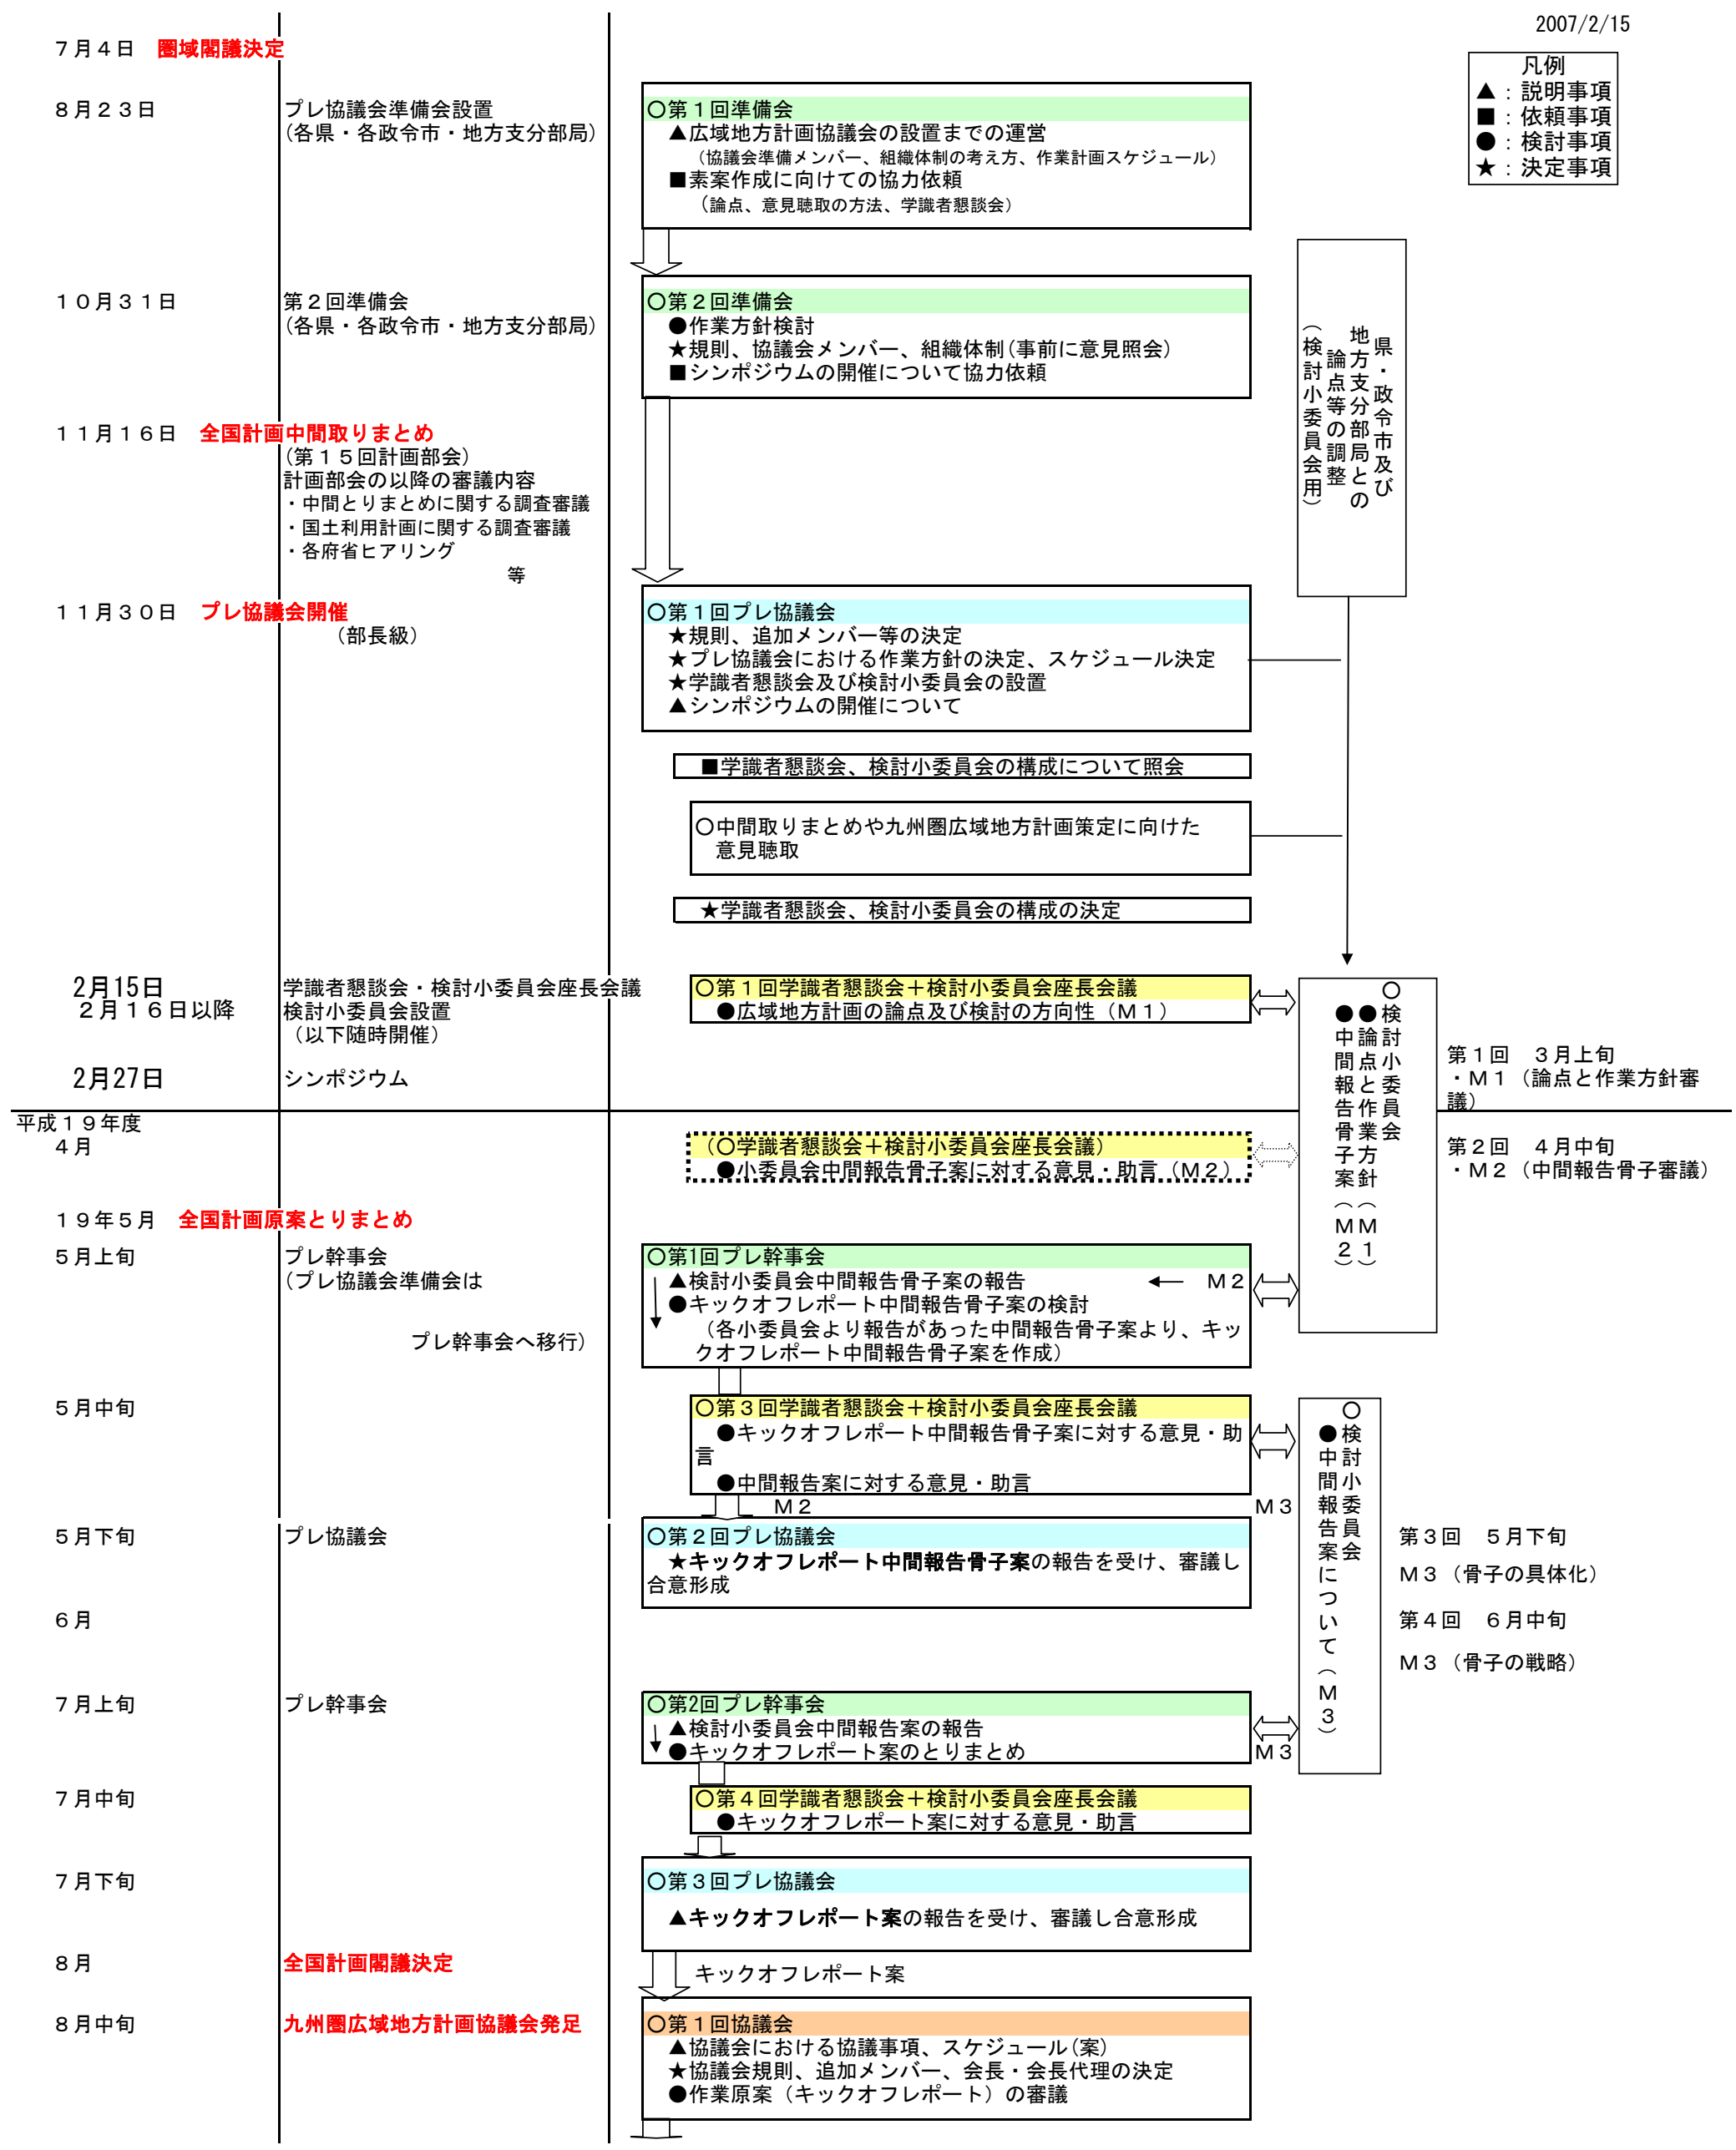 2007/2/15
７月４日　圏域閣議決定
凡例
▲：説明事項
■：依頼事項
●：検討事項
★：決定事項
８月２３日
プレ協議会準備会設置
(各県・各政令市・地方支分部局)
〇第１回準備会
▲広域地方計画協議会の設置までの運営
（協議会準備メンバー、組織体制の考え方、作業計画スケジュール）
■素案作成に向けての協力依頼
（論点、意見聴取の方法、学識者懇談会）
県・政令市及び
地方支分部局との
論点等の調整
（検討小委員会用）
１０月３１日
第２回準備会
(各県・各政令市・地方支分部局)
〇第２回準備会
●作業方針検討
★規則、協議会メンバー、組織体制(事前に意見照会)
■シンポジウムの開催について協力依頼
１１月１６日　全国計画中間取りまとめ
(第１５回計画部会)
計画部会の以降の審議内容
・中間とりまとめに関する調査審議
・国土利用計画に関する調査審議
・各府省ヒアリング
等
１１月３０日　プレ協議会開催
（部長級）
〇第１回プレ協議会
★規則、追加メンバー等の決定
★プレ協議会における作業方針の決定、スケジュール決定
★学識者懇談会及び検討小委員会の設置
▲シンポジウムの開催について
■学識者懇談会、検討小委員会の構成について照会
〇中間取りまとめや九州圏広域地方計画策定に向けた
意見聴取
★学識者懇談会、検討小委員会の構成の決定
2月15日
２月１６日以降
学識者懇談会・検討小委員会座長会議
検討小委員会設置
（以下随時開催）
〇第１回学識者懇談会＋検討小委員会座長会議
●広域地方計画の論点及び検討の方向性（Ｍ１）
〇検討小委員会
●論点と作業方針（Ｍ１）
●中間報告骨子案（Ｍ２）
第１回　３月上旬
・Ｍ１（論点と作業方針審
議）
2月27日
シンポジウム
平成１９年度
４月
（〇学識者懇談会＋検討小委員会座長会議）
●小委員会中間報告骨子案に対する意見・助言（Ｍ２）
第２回　４月中旬
・Ｍ２（中間報告骨子審議）
１９年５月　全国計画原案とりまとめ
５月上旬
プレ幹事会
(プレ協議会準備会は
プレ幹事会へ移行）
〇第1回プレ幹事会
▲検討小委員会中間報告骨子案の報告　←　Ｍ２
●キックオフレポート中間報告骨子案の検討
（各小委員会より報告があった中間報告骨子案より、キッ
クオフレポート中間報告骨子案を作成）
５月中旬
〇第３回学識者懇談会＋検討小委員会座長会議
●キックオフレポート中間報告骨子案に対する意見・助
言
●中間報告案に対する意見・助言
Ｍ２
Ｍ３
〇検討小委員会
●中間報告案について（Ｍ３）
５月下旬
プレ協議会
〇第２回プレ協議会
★キックオフレポート中間報告骨子案の報告を受け、審議し
合意形成
第３回　５月下旬
Ｍ３（骨子の具体化）
６月
第４回　６月中旬
Ｍ３（骨子の戦略）
７月上旬
プレ幹事会
〇第2回プレ幹事会
▲検討小委員会中間報告案の報告
●キックオフレポート案のとりまとめ
Ｍ３
７月中旬
〇第４回学識者懇談会＋検討小委員会座長会議
●キックオフレポート案に対する意見・助言
７月下旬
〇第３回プレ協議会
▲キックオフレポート案の報告を受け、審議し合意形成
８月
全国計画閣議決定
キックオフレポート案
８月中旬
九州圏広域地方計画協議会発足
〇第１回協議会
▲協議会における協議事項、スケジュール(案)
★協議会規則、追加メンバー、会長・会長代理の決定
●作業原案（キックオフレポート）の審議